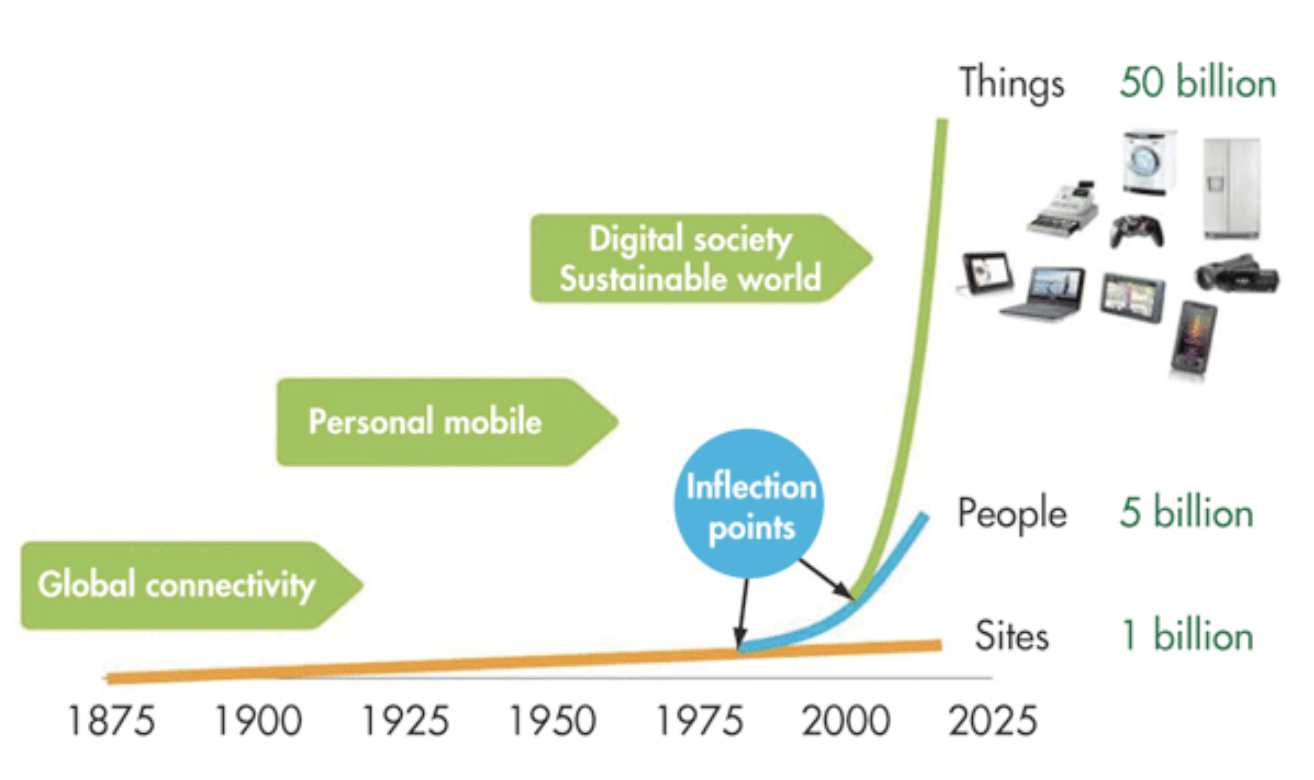 Things 50 billion
Digital society
Sustainable world
Personal mobile
Inflection
points
People 5 billion
Global connectivity
Sites 1 billion
1875 1900 1925 1950 1975 2000 2025